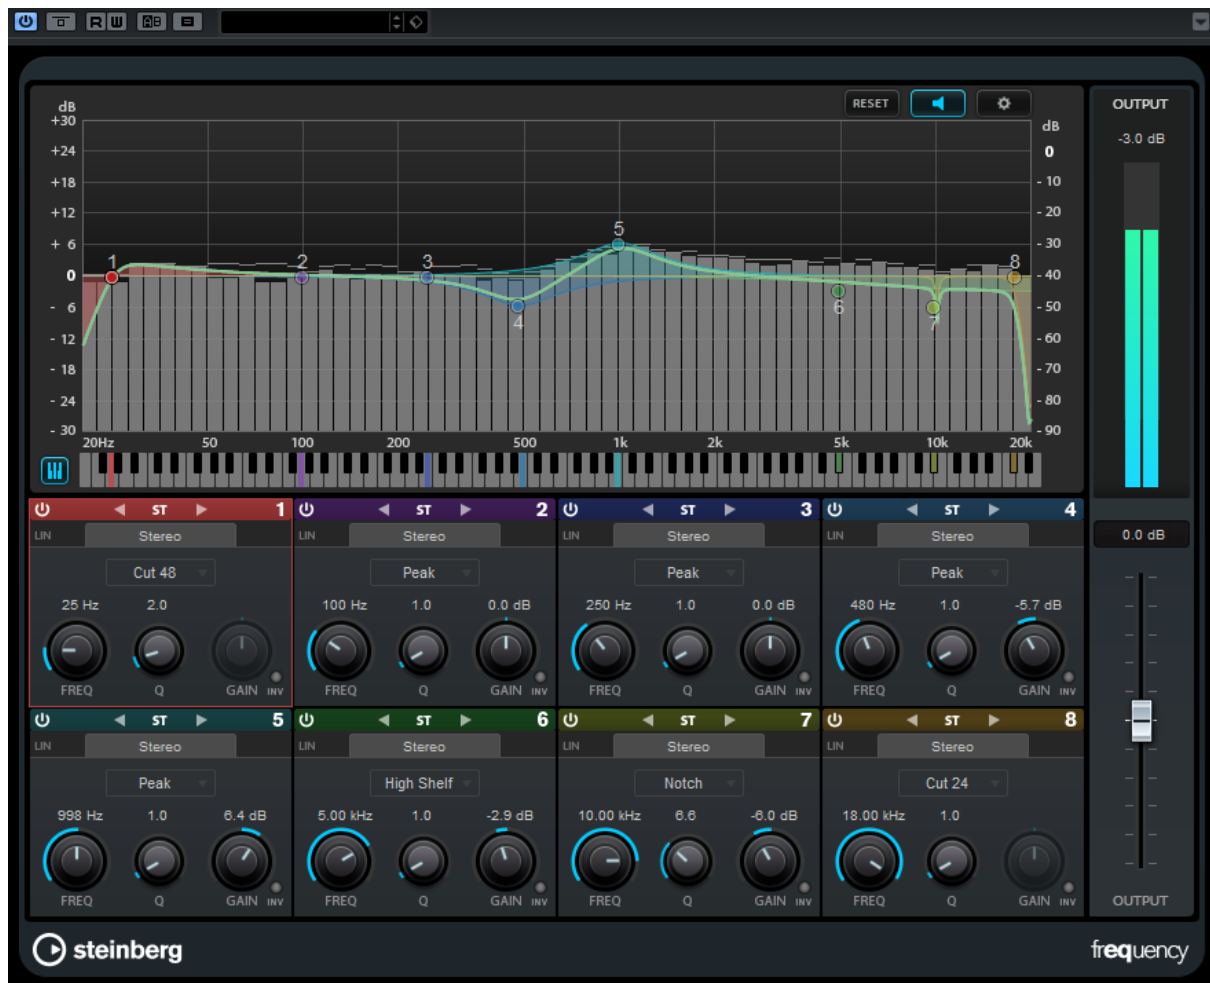 R W AB
RESET OUTPUT
dB
+30
dB
-3.0 dB
+24 0
+18 - 10
+12 - 20
+ 6 - 30
1 2 3 4 5 6 7 8
0 - 40
- 6 - 50
- 12 - 60
- 18 - 70
- 24 - 80
- 30 - 90
20Hz 50 100 200 500 1k 2k 5k 10k 20k
ST 1 ST 2 ST 3 ST 4
LIN Stereo LIN Stereo LIN Stereo LIN Stereo
0.0 dB
Cut 48 Peak Peak Peak
25 Hz 2.0 100 Hz 1.0 0.0 dB 250 Hz 1.0 0.0 dB 480 Hz 1.0 -5.7 dB
FREQ Q GAIN INV FREQ Q GAIN INV FREQ Q GAIN INV FREQ Q GAIN INV
ST 5 ST 6 ST 7 ST 8
LIN Stereo LIN Stereo LIN Stereo LIN Stereo
Peak High Shelf Notch Cut 24
998 Hz 1.0 6.4 dB 5.00 kHz 1.0 -2.9 dB 10.00 kHz 6.6 -6.0 dB 18.00 kHz 1.0
FREQ Q GAIN INV FREQ Q GAIN INV FREQ Q GAIN INV FREQ Q GAIN INV
OUTPUT
steinberg frequency